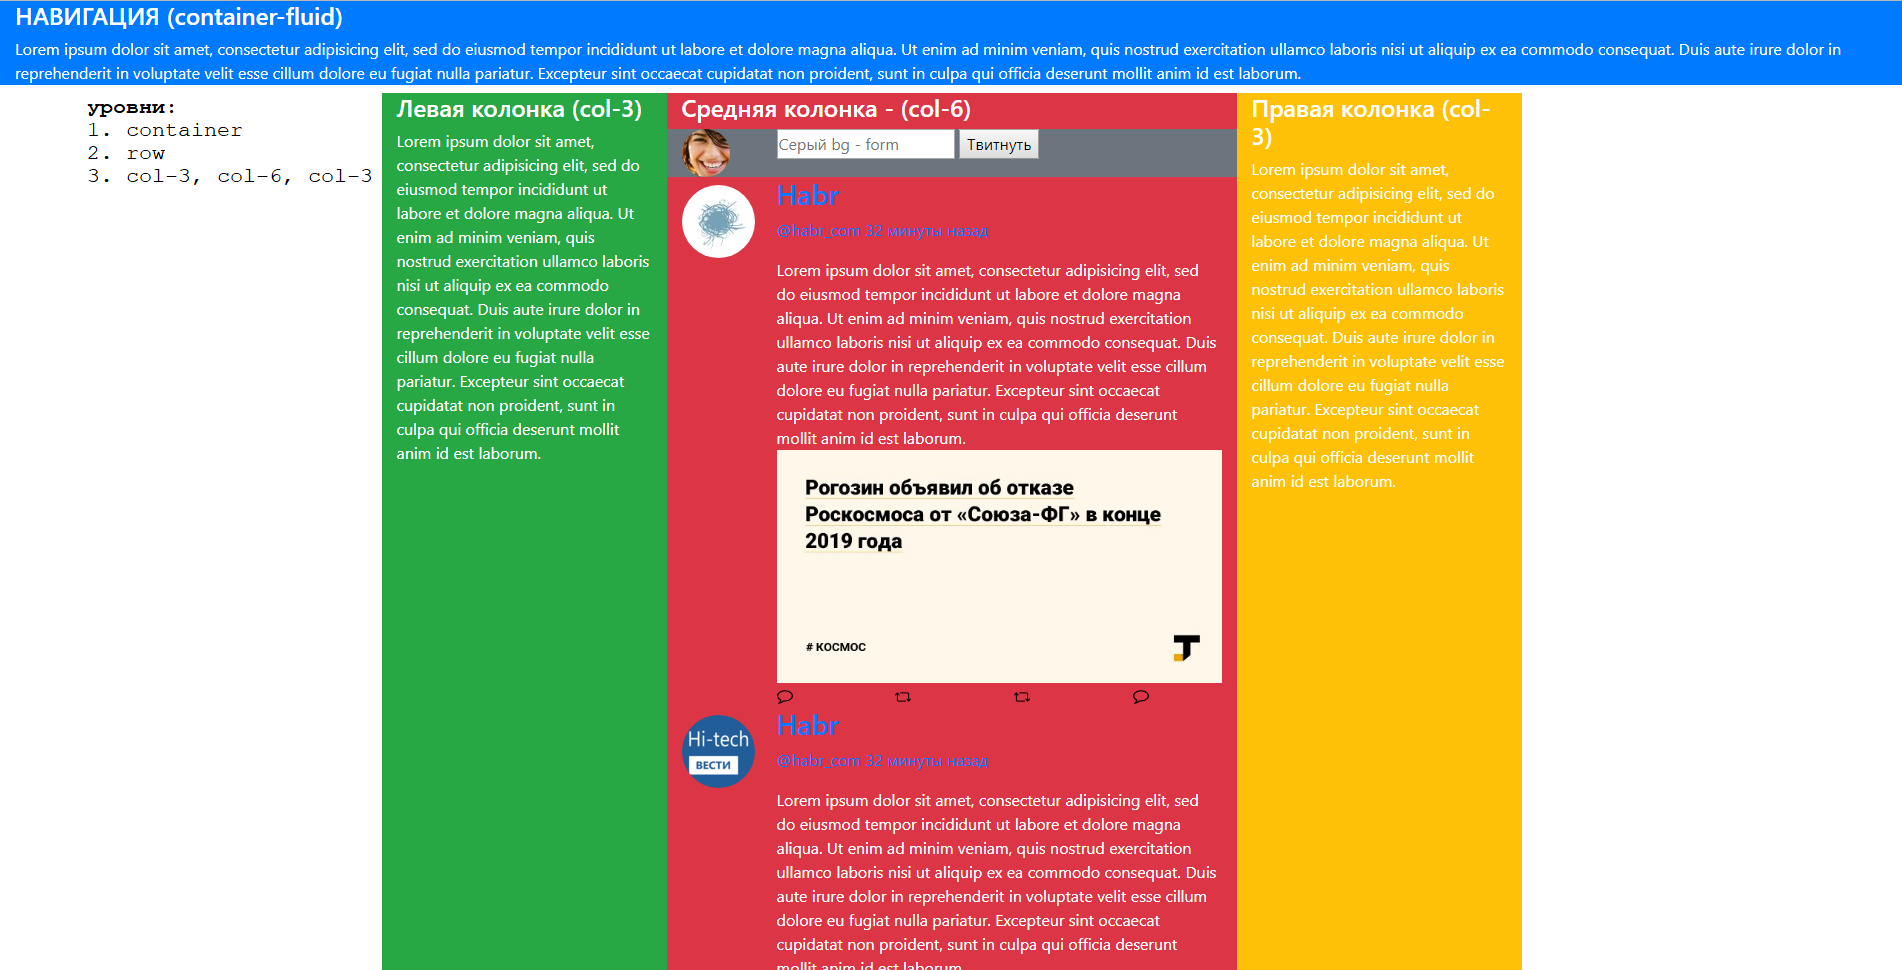 НАВИГАЦИЯ (container-fluid)
Lorem ipsum dolor sit amet, consectetur adipisicing elit, sed do eiusmod tempor incididunt ut labore et dolore magna aliqua. Ut enim ad minim veniam, quis nostrud exercitation ullamco laboris nisi ut aliquip ex ea commodo consequat. Duis aute irure dolor in
reprehenderit in voluptate velit esse cillum dolore eu fugiat nulla pariatur. Excepteur sint occaecat cupidatat non proident, sunt in culpa qui officia deserunt mollit anim id est laborum.
уровни:
1. container
2. row
3. col-3, col-6, col-3
Левая колонка (col-3)
Lorem ipsum dolor sit amet,
consectetur adipisicing elit, sed do
eiusmod tempor incididunt ut
labore et dolore magna aliqua. Ut
enim ad minim veniam, quis
nostrud exercitation ullamco laboris
nisi ut aliquip ex ea commodo
consequat. Duis aute irure dolor in
reprehenderit in voluptate velit esse
cillum dolore eu fugiat nulla
pariatur. Excepteur sint occaecat
cupidatat non proident, sunt in
culpa qui officia deserunt mollit
anim id est laborum.
Средняя колонка - (col-6)
Серый bg - form
Твитнуть
Habr
@habr_com 32 минуты назад
Lorem ipsum dolor sit amet, consectetur adipisicing elit, sed
do eiusmod tempor incididunt ut labore et dolore magna
aliqua. Ut enim ad minim veniam, quis nostrud exercitation
ullamco laboris nisi ut aliquip ex ea commodo consequat. Duis
aute irure dolor in reprehenderit in voluptate velit esse cillum
dolore eu fugiat nulla pariatur. Excepteur sint occaecat
cupidatat non proident, sunt in culpa qui officia deserunt
mollit anim id est laborum.
Рогозин объявил об отказе
Роскосмоса от «Союза-ФГ» в конце
2019 года
# КОСМОС
Hi-tech
ВЕСТИ
Habr
@habr_com 32 минуты назад
Lorem ipsum dolor sit amet, consectetur adipisicing elit, sed
do eiusmod tempor incididunt ut labore et dolore magna
aliqua. Ut enim ad minim veniam, quis nostrud exercitation
ullamco laboris nisi ut aliquip ex ea commodo consequat. Duis
aute irure dolor in reprehenderit in voluptate velit esse cillum
dolore eu fugiat nulla pariatur. Excepteur sint occaecat
cupidatat non proident, sunt in culpa qui officia deserunt
mollit anim id est laborum.
Правая колонка (col-
3)
Lorem ipsum dolor sit amet,
consectetur adipisicing elit, sed do
eiusmod tempor incididunt ut
labore et dolore magna aliqua. Ut
enim ad minim veniam, quis
nostrud exercitation ullamco laboris
nisi ut aliquip ex ea commodo
consequat. Duis aute irure dolor in
reprehenderit in voluptate velit esse
cillum dolore eu fugiat nulla
pariatur. Excepteur sint occaecat
cupidatat non proident, sunt in
culpa qui officia deserunt mollit
anim id est laborum.